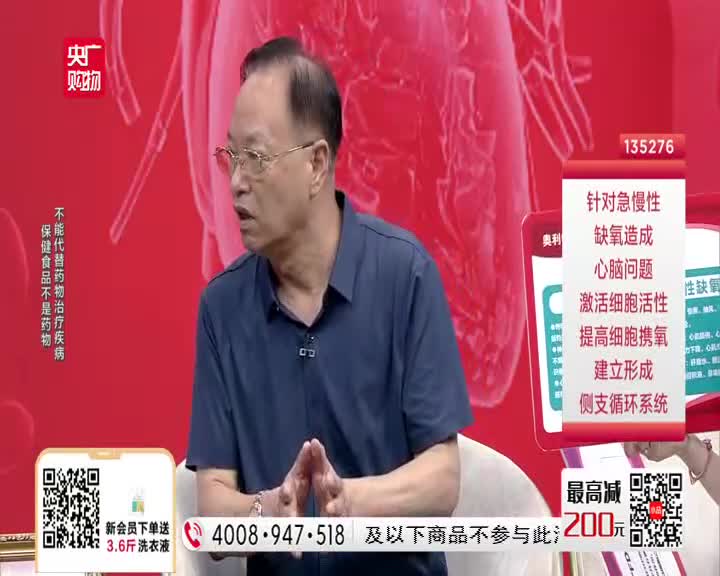 央广
购物
135276
针对急慢性
缺氧造成
心脑问题
激活细胞活性
提高细胞携氧
建立形成
侧支循环系统
奥利
性缺氧
不能代替药物治疗疾病
保健食品不是药物
新会员下单送
3.6斤洗衣液
4008·947·518
及以下商品不参与此
最高减
200元